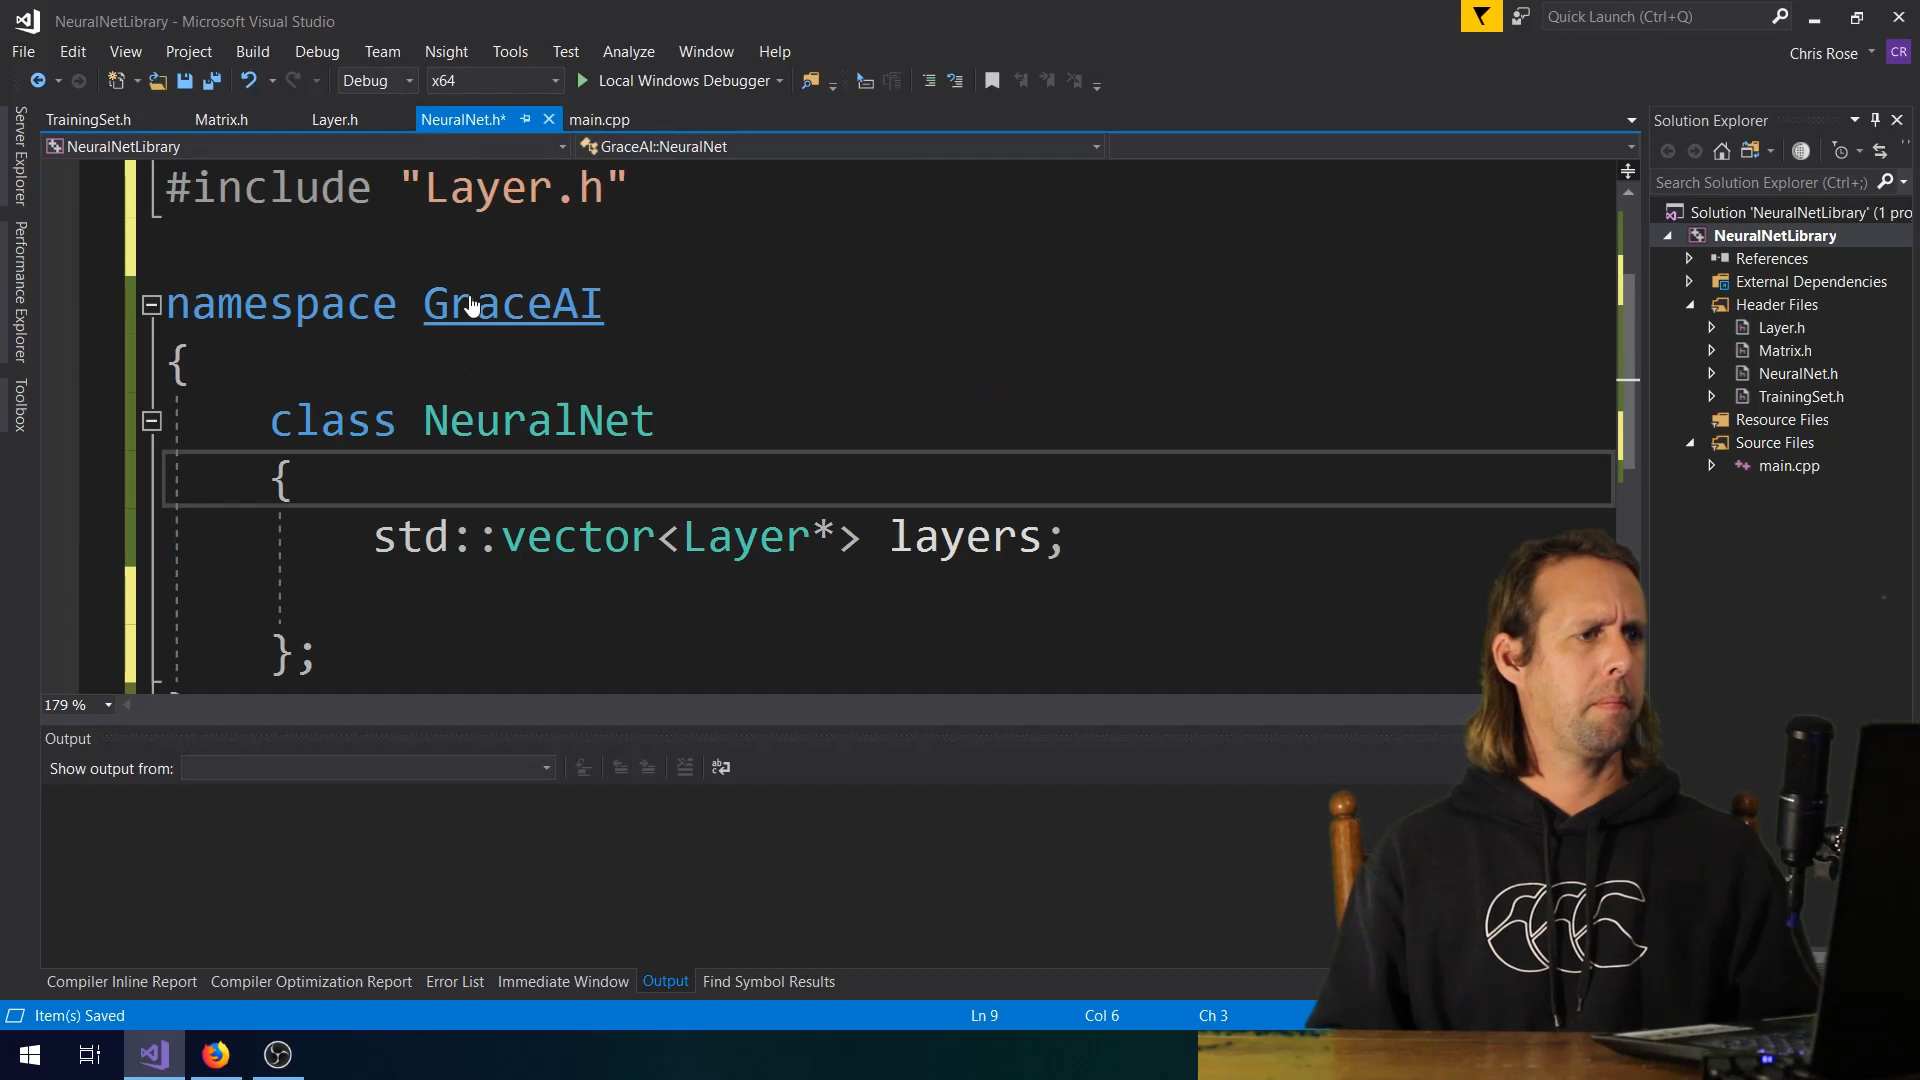 NeuralNetLibrary - Microsoft Visual Studio
Quick Launch (Ctrl+Q)
File Edit View Project Build Debug Team Nsight Tools Test Analyze Window Help
Chris Rose CR
Debug x64 Local Windows Debugger
TrainingSet.h Matrix.h Layer.h NeuralNet.h* main.cpp
NeuralNetLibrary GraceAI::NeuralNet
Server Explorer
Performance Explorer
Toolbox
#include "Layer.h"
namespace GraceAI
{
class NeuralNet
{
std::vector<Layer*> layers;
};
179 %
Output
Show output from:
Compiler Inline Report Compiler Optimization Report Error List Immediate Window Output Find Symbol Results
Item(s) Saved Ln 9 Col 6 Ch 3
Solution Explorer
Search Solution Explorer (Ctrl+;)
Solution 'NeuralNetLibrary' (1 pro
NeuralNetLibrary
References
External Dependencies
Header Files
Layer.h
Matrix.h
NeuralNet.h
TrainingSet.h
Resource Files
Source Files
main.cpp